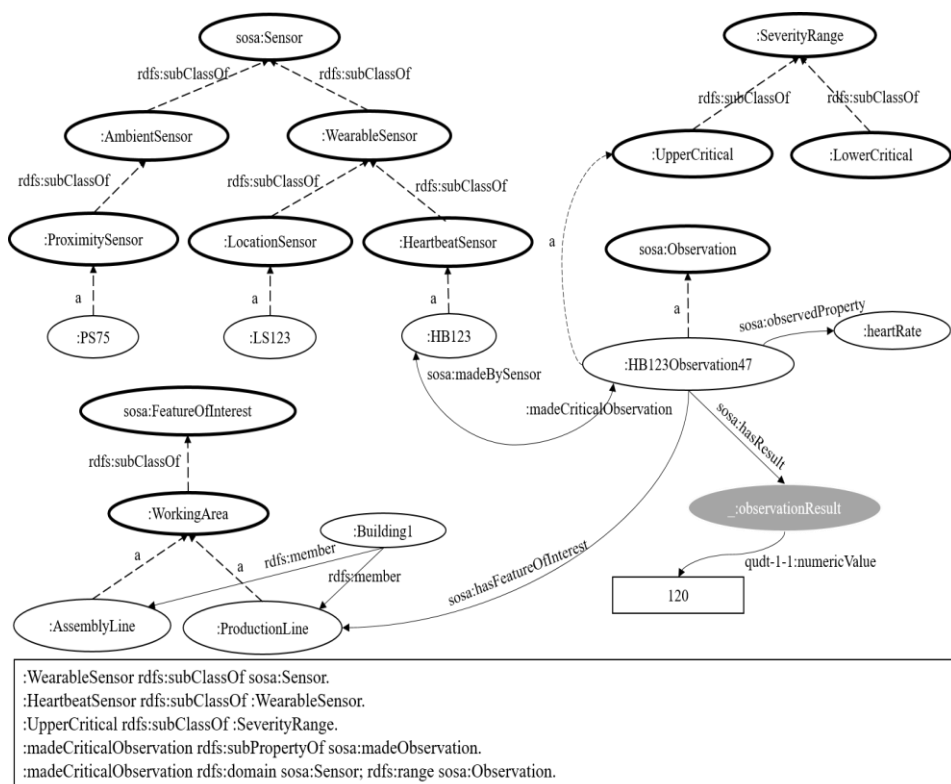 sosa:Sensor
:SeverityRange
rdfs:subClassOf
rdfs:subClassOf
rdfs:subClassOf
rdfs:subClassOf
:AmbientSensor
:WearableSensor
:UpperCritical
:LowerCritical
rdfs:subClassOf
rdfs:subClassOf
rdfs:subClassOf
:ProximitySensor
:LocationSensor
:HeartbeatSensor
a
sosa:Observation
a
a
a
a
sosa:observedProperty
:PS75
:LS123
:HB123
:heartRate
:HB123Observation47
sosa:madeBySensor
:madeCriticalObservation
sosa:FeatureOfInterest
sosa:hasResult
rdfs:subClassOf
:WorkingArea
:Building1
_:observationResult
a
rdfs:member
a
rdfs:member
sosa:hasFeatureOfInterest
qudt-1-1:numericValue
120
:AssemblyLine
:ProductionLine
:WearableSensor rdfs:subClassOf sosa:Sensor.
:HeartbeatSensor rdfs:subClassOf :WearableSensor.
:UpperCritical rdfs:subClassOf :SeverityRange.
:madeCriticalObservation rdfs:subPropertyOf sosa:madeObservation.
:madeCriticalObservation rdfs:domain sosa:Sensor; rdfs:range sosa:Observation.